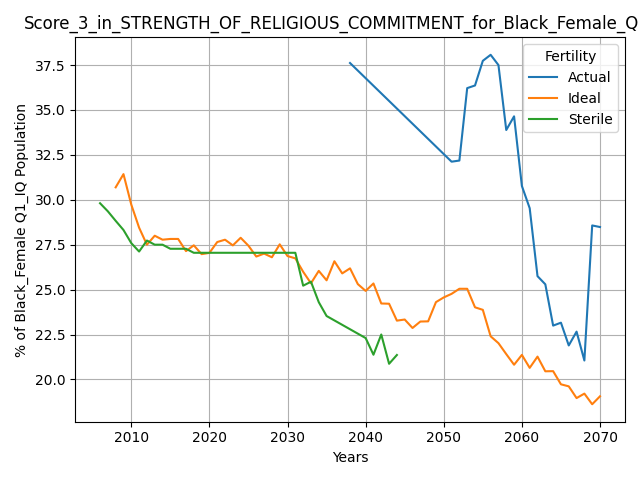 Score_3_in_STRENGTH_OF_RELIGIOUS_COMMITMENT_for_Black_Female_Q
Fertility
Actual
Ideal
Sterile
% of Black_Female Q1_IQ Population
37.5
35.0
32.5
30.0
27.5
25.0
22.5
20.0
2010 2020 2030 2040 2050 2060 2070
Years